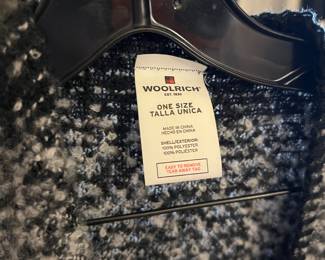 WOOLRICH®
EST. 1830
ONE SIZE
TALLA UNICA
MADE IN CHINA
HECHO EN CHINA
SHELL/EXTERIOR:
100% POLYESTER
100% POLIÉSTER
EASY TO REMOVE
TEAR AWAY TAG